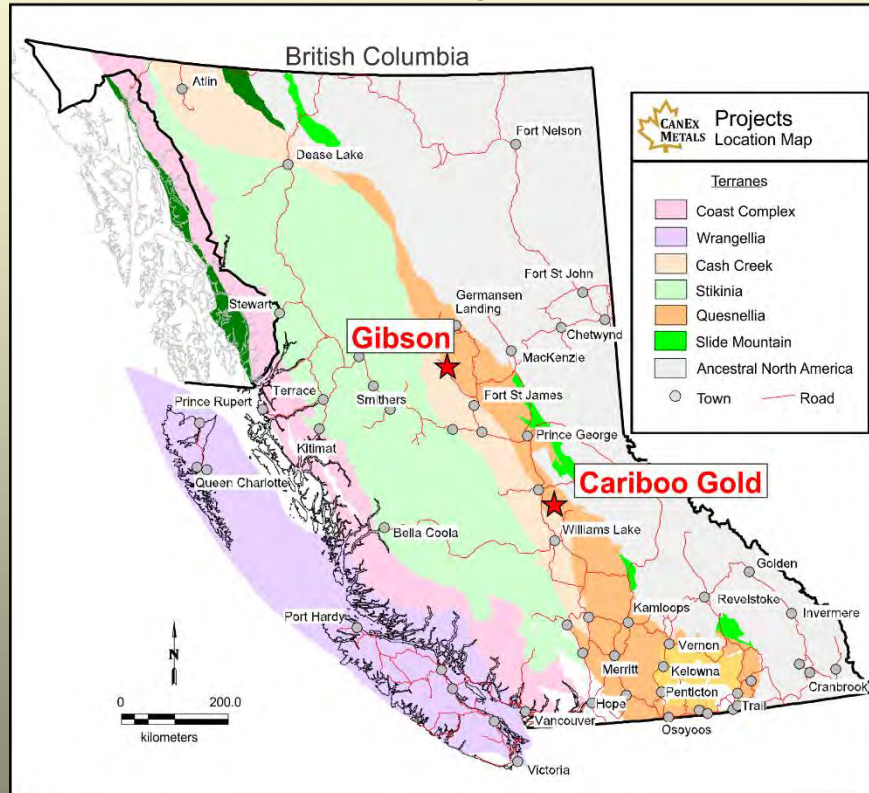 British Columbia
Atlin
Fort Nelson
Dease Lake
CANEX
METALS
Projects
Location Map
Terranes
Coast Complex
Wrangellia
Cash Creek
Stikinia
Quesnellia
Slide Mountain
Ancestral North America
Town
Road
Fort St John
Stewart
Germansen
Landing
Chetwynd
Gibson
MacKenzie
Terrace
Smithers
Fort St James
Prince Rupert
Prince George
Kitimat
Queen Charlotte
Cariboo Gold
Bella Coola
Williams Lake
Golden
Revelstoke
Invermere
Port Hardy
Kamloops
N
Vernon
Merritt
Kelowna
Cranbrook
0 200.0
kilometers
Hope
Penticton
Trail
Vancouver
Osoyoos
Victoria